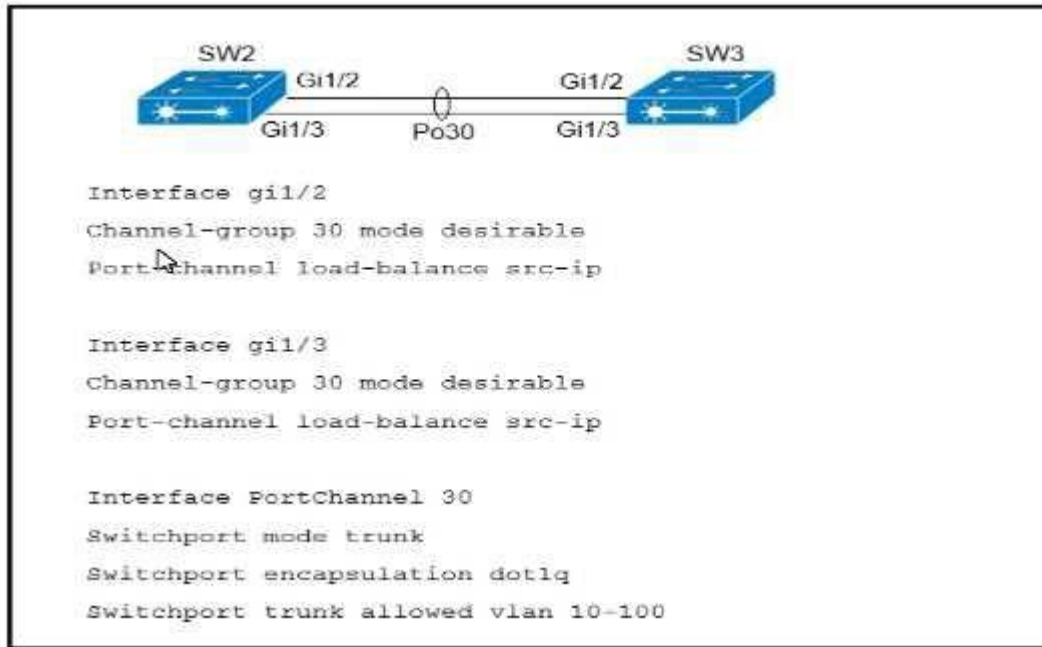 SW2
SW3
Gi1/2
Gi1/2
Gi1/3
Po30
Gi1/3
Interface gi1/2
Channel-group 30 mode desirable
Port-channel load-balance src-ip
Interface gi1/3
Channel-group 30 mode desirable
Port-channel load-balance src-ip
Interface PortChannel 30
Switchport mode trunk
Switchport encapsulation dot1q
Switchport trunk allowed vlan 10-100